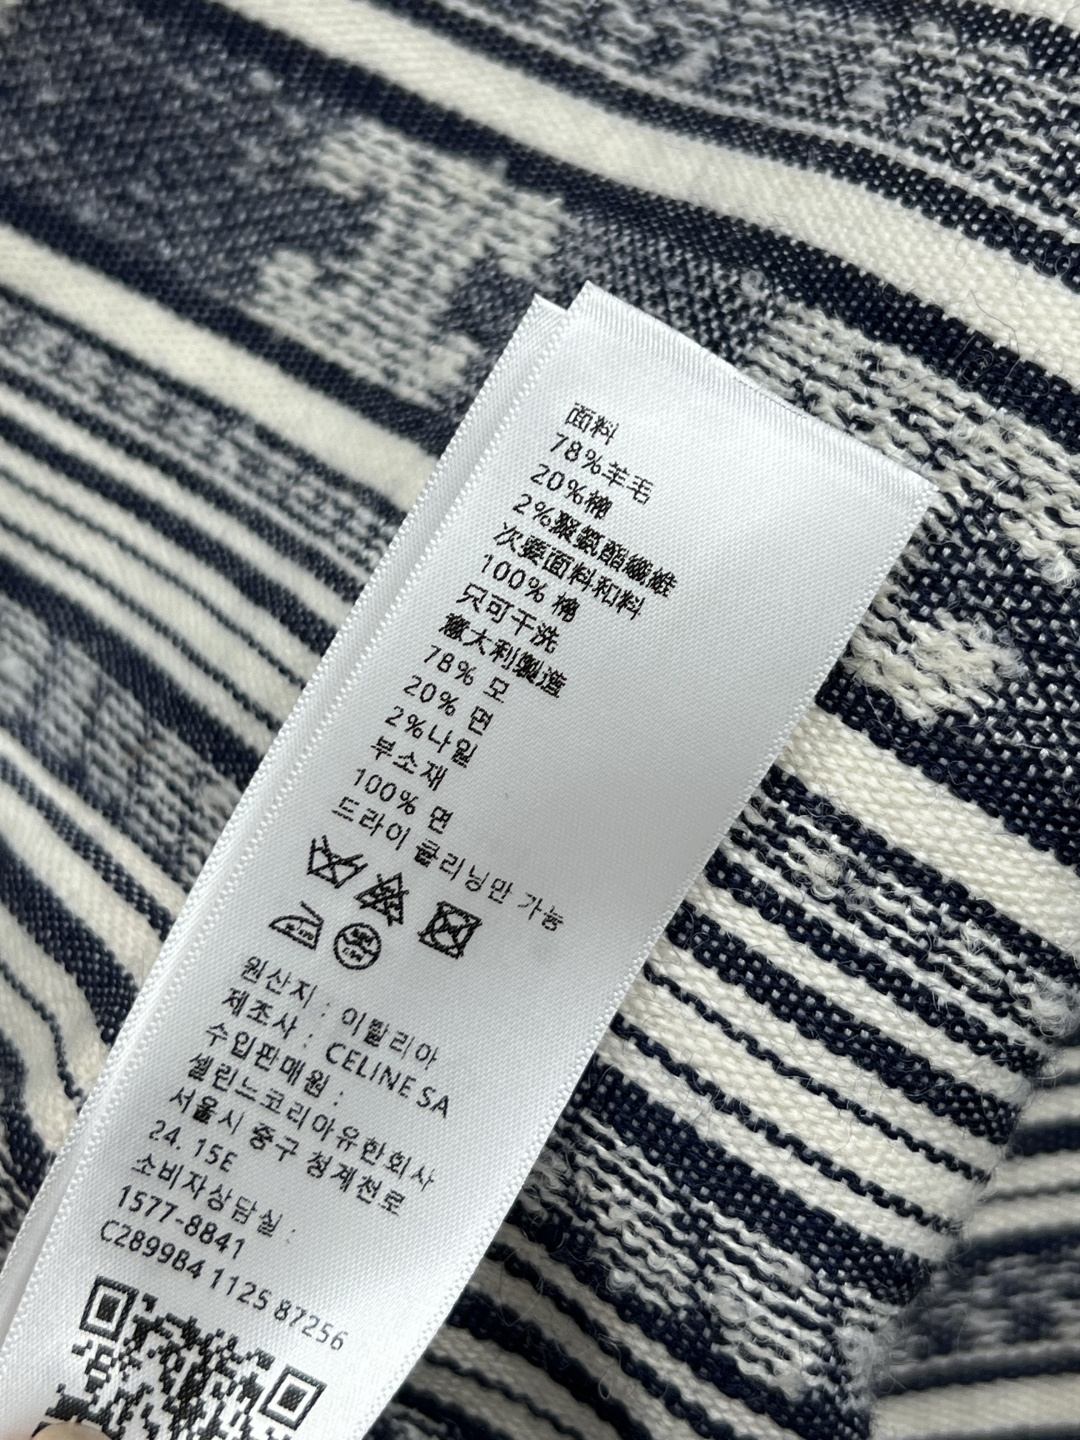 面料
78%羊毛
20%棉
2%聚氨酯纖維
次要面料和料
100% 棉
只可干洗
意大利製造
78% 모
20% 면
2%나일
부소재
100% 면
드라이 클리닝만 가능
원산지 : 이탈리아
제조사 : CELINE SA
수입판매원 :
셀린느코리아유한회사
서울시 중구 청계천로
24, 15E
소비자상담실 :
1577-8841
C289984 1125 87256